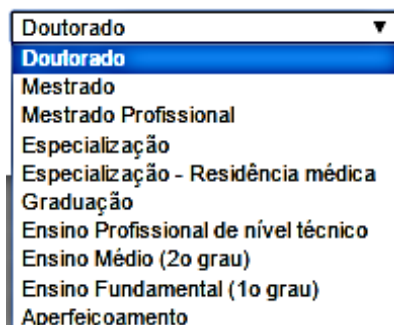 Doutorado
Doutorado
Mestrado
Mestrado Profissional
Especialização
Especialização - Residência médica
Graduação
Ensino Profissional de nível técnico
Ensino Médio (2o grau)
Ensino Fundamental (1o grau)
Aperfeiçoamento